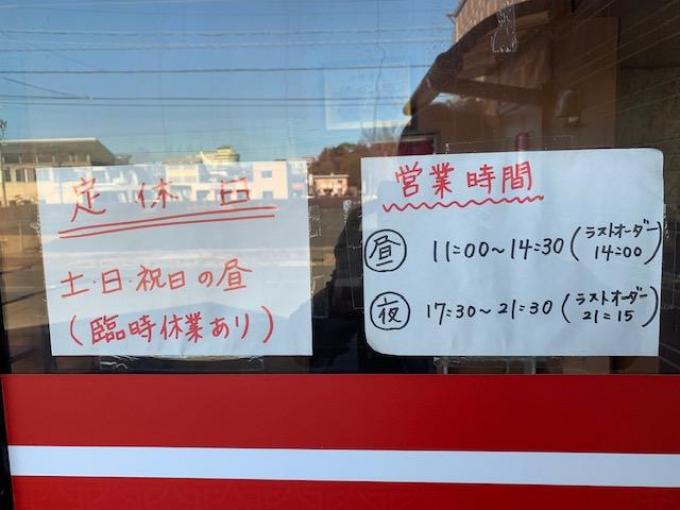 定休日
土・日・祝日の昼
(臨時休業あり)
営業時間
昼 11:00～14:30(ラストオーダー 14:00)
夜 17:30～21:30(ラストオーダー 21:15)